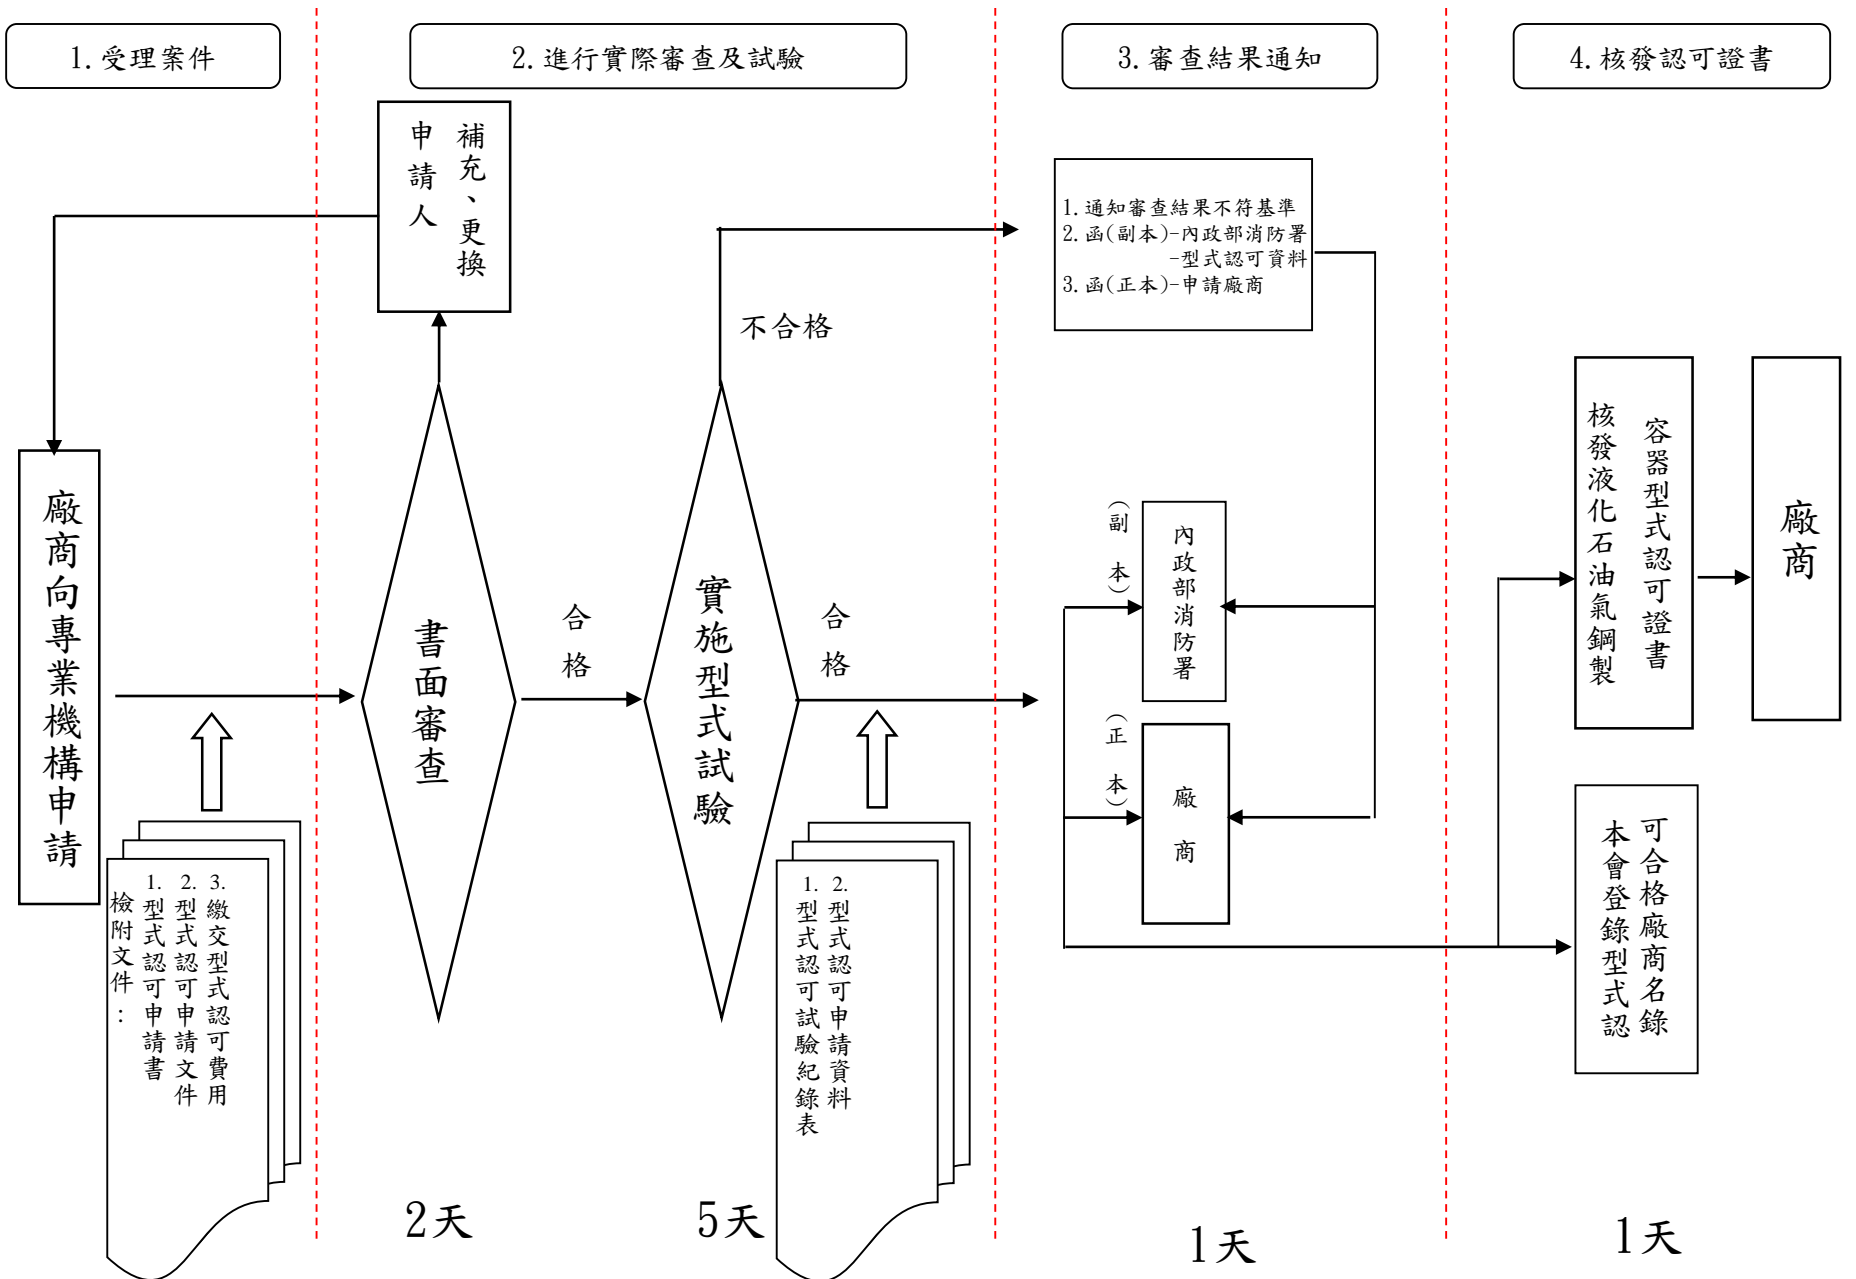 1.受理案件
2.進行實際審查及試驗
3.審查結果通知
4.核發認可證書
補充、更換
申請人
廠商向專業機構申請
檢附文件：
1.型式認可申請書
2.型式認可申請文件
3.繳交型式認可費用
書面審查
合格
實施型式試驗
不合格
合格
1.型式認可試驗紀錄表
2.型式認可申請資料
1.通知審查結果不符基準
2.函(副本)-內政部消防署
-型式認可資料
3.函(正本)-申請廠商
(副本)
內政部消防署
(正本)
廠商
核發液化石油氣鋼製
容器型式認可證書
廠商
本會登錄型式認
可合格廠商名錄
2天
5天
1天
1天